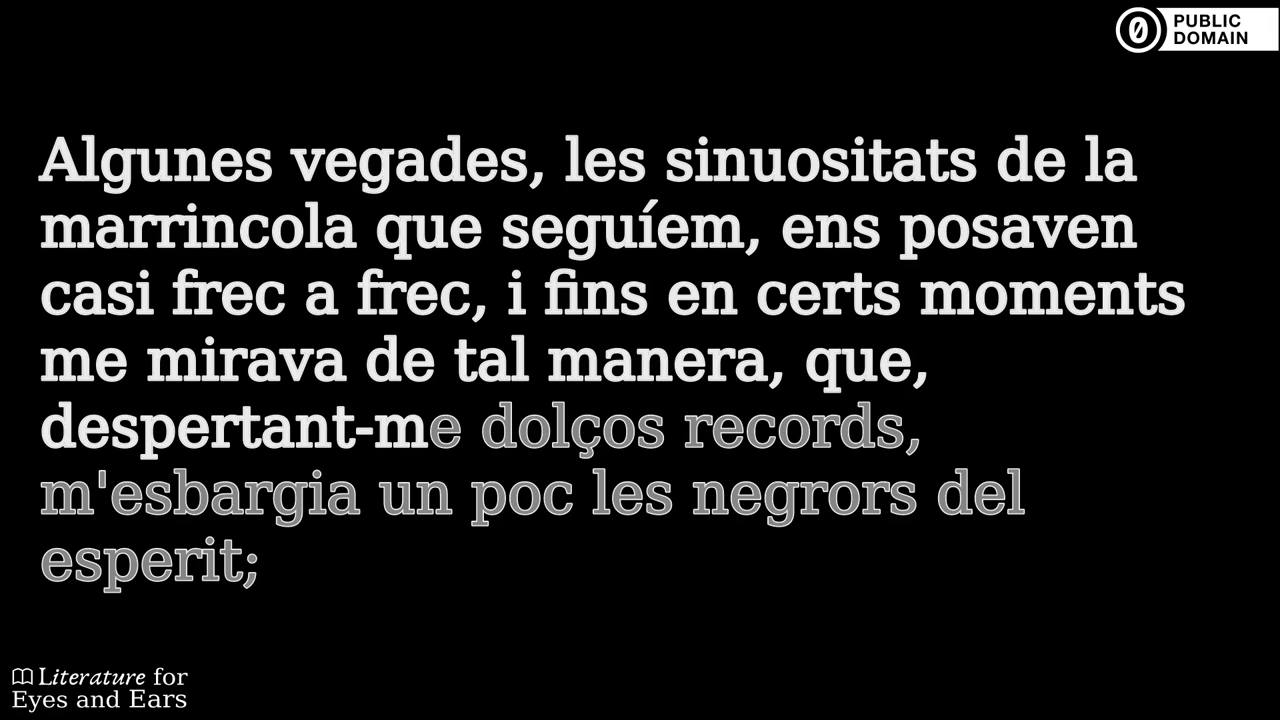 PUBLIC
DOMAIN
Algunes vegades, les sinuositats de la
marrincola que seguíem, ens posaven
casi frec a frec, i fins en certs moments
me mirava de tal manera, que,
despertant-me dolços records,
m'esbargia un poc les negrors del
esperit;
Literature for
Eyes and Ears